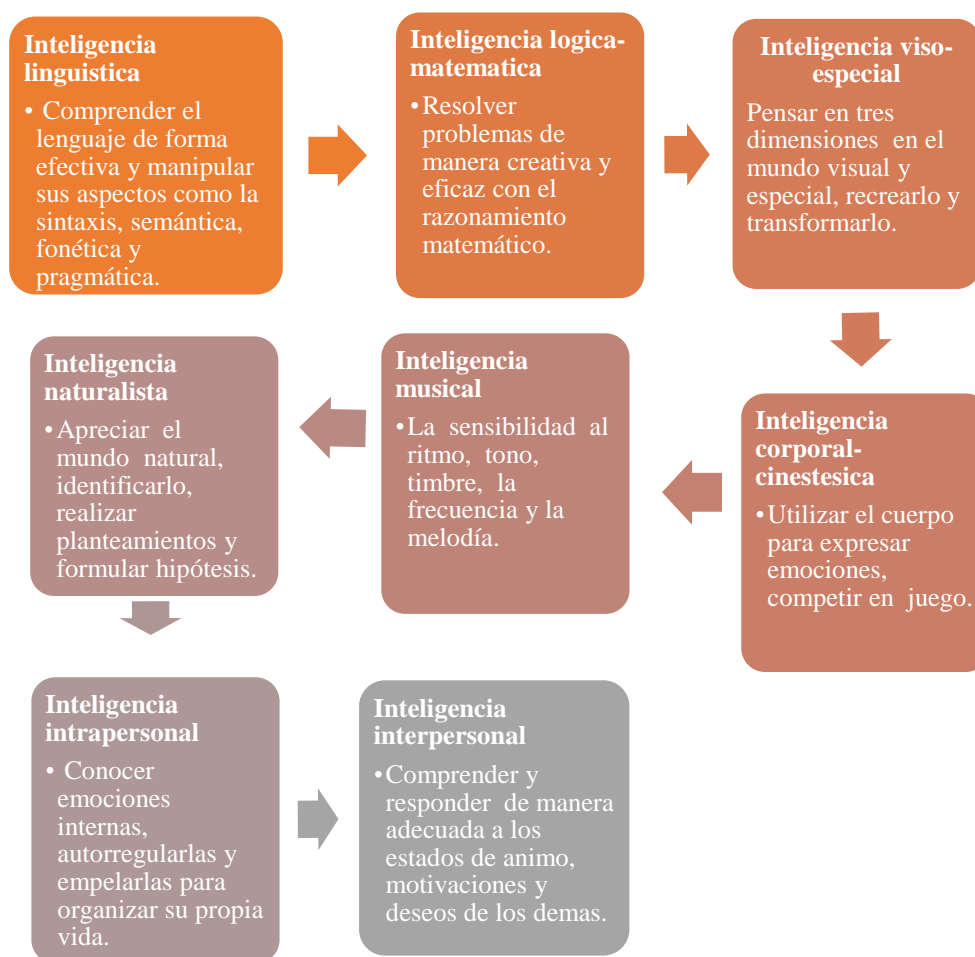 Inteligencia
linguistica
• Comprender el
lenguaje de forma
efectiva y manipular
sus aspectos como la
sintaxis, semántica,
fonética y
pragmática.
Inteligencia logica-
matematica
•Resolver
problemas de
manera creativa y
eficaz con el
razonamiento
matemático.
Inteligencia viso-
especial
Pensar en tres
dimensiones en el
mundo visual y
especial, recrearlo y
transformarlo.
Inteligencia
corporal-
cinestesica
•Utilizar el cuerpo
para expresar
emociones,
competir en juego.
Inteligencia
musical
•La sensibilidad al
ritmo, tono,
timbre, la
frecuencia y la
melodía.
Inteligencia
naturalista
•Apreciar el
mundo natural,
identificarlo,
realizar
planteamientos y
formular hipótesis.
Inteligencia
intrapersonal
• Conocer
emociones
internas,
autorregularlas y
empelarlas para
organizar su propia
vida.
Inteligencia
interpersonal
•Comprender y
responder de manera
adecuada a los
estados de animo,
motivaciones y
deseos de los demas.